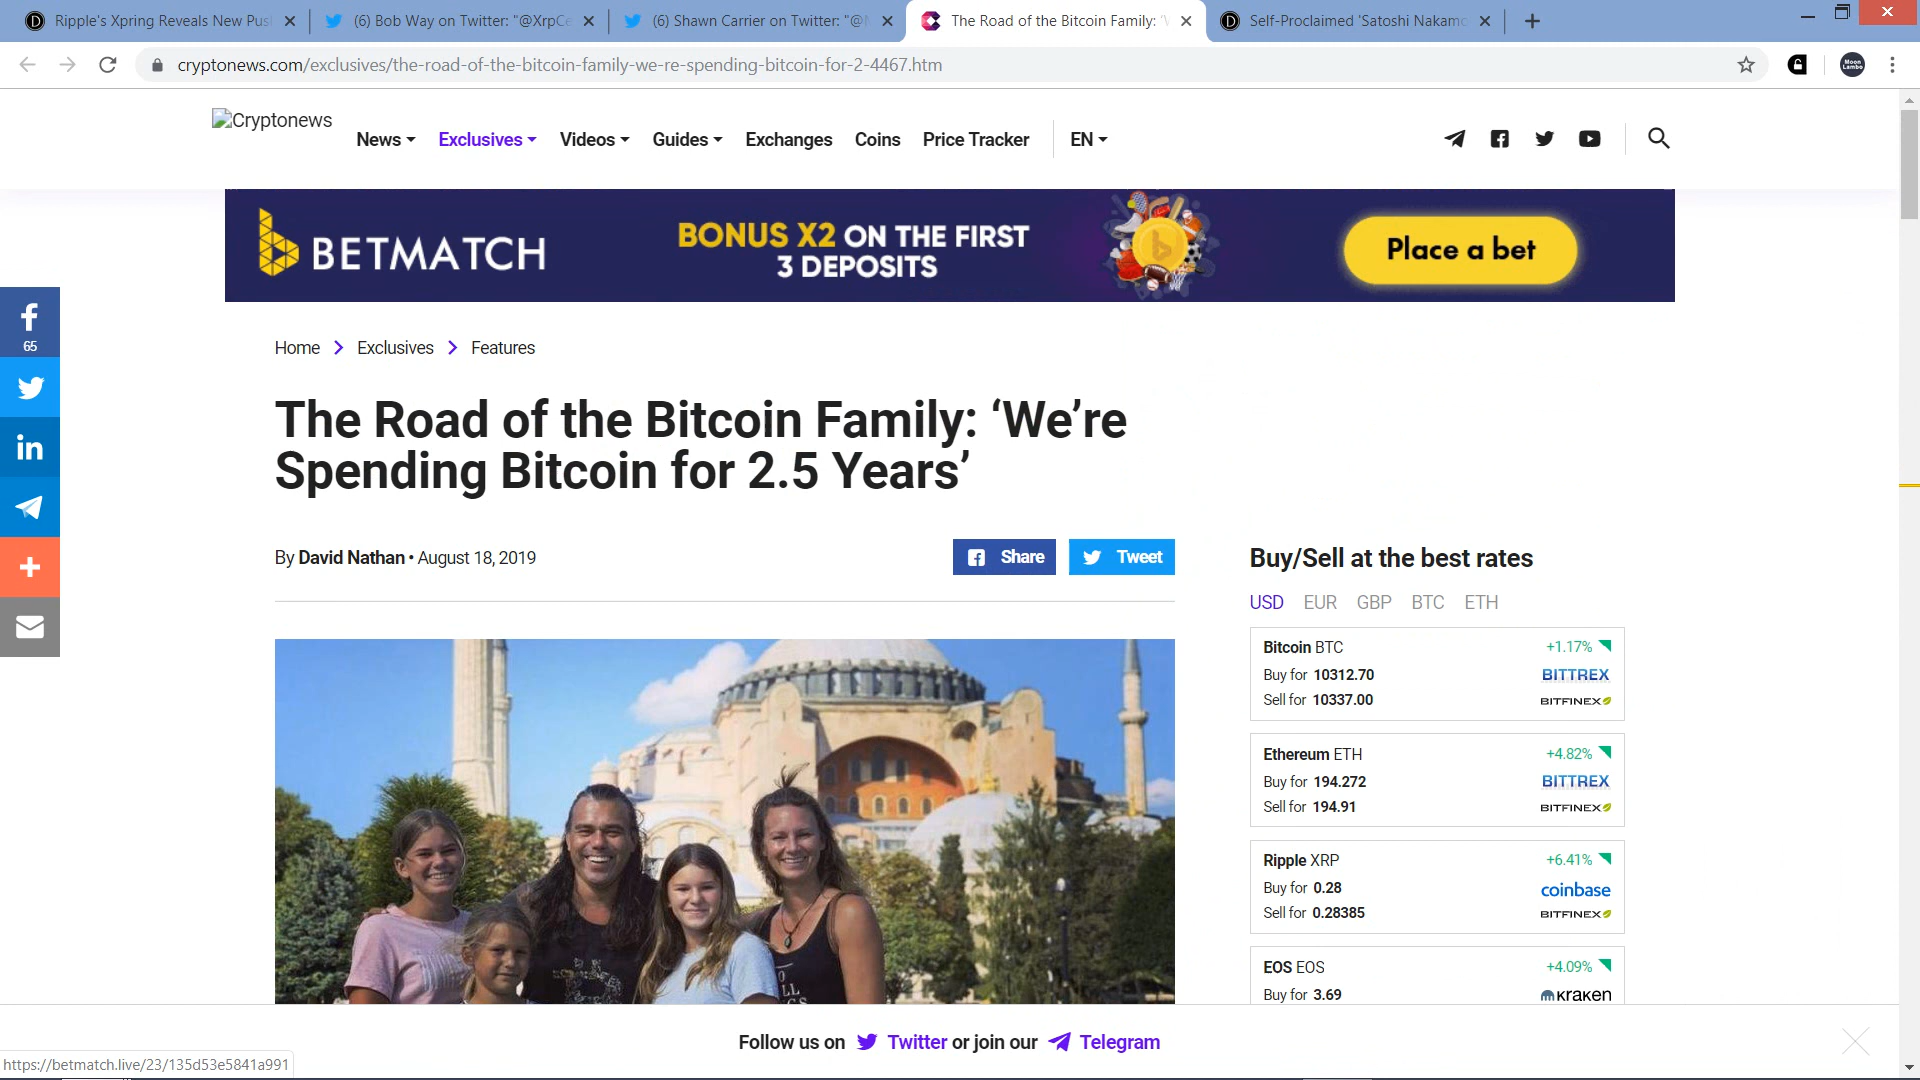 Ripple's Xpring Reveals New Pus
(6) Bob Way on Twitter: "@XrpCe
(6) Shawn Carrier on Twitter: "@
The Road of the Bitcoin Family: '
Self-Proclaimed 'Satoshi Nakamo
cryptonews.com/exclusives/the-road-of-the-bitcoin-family-we-re-spending-bitcoin-for-2-4467.htm
Moon Lambo
Cryptonews
News Exclusives Videos Guides Exchanges Coins Price Tracker EN
BETMATCH
BONUS X2 ON THE FIRST
3 DEPOSITS
Place a bet
65
Home Exclusives Features
The Road of the Bitcoin Family: ‘We’re
Spending Bitcoin for 2.5 Years’
By David Nathan • August 18, 2019
Share
Tweet
Buy/Sell at the best rates
USD EUR GBP BTC ETH
Bitcoin BTC +1.17%
Buy for 10312.70 BITTREX
Sell for 10337.00 BITFINEX
Ethereum ETH +4.82%
Buy for 194.272 BITTREX
Sell for 194.91 BITFINEX
Ripple XRP +6.41%
Buy for 0.28 coinbase
Sell for 0.28385 BITFINEX
EOS EOS +4.09%
Buy for 3.69 kraken
Follow us on Twitter or join our Telegram
https://betmatch.live/23/135d53e5841a991